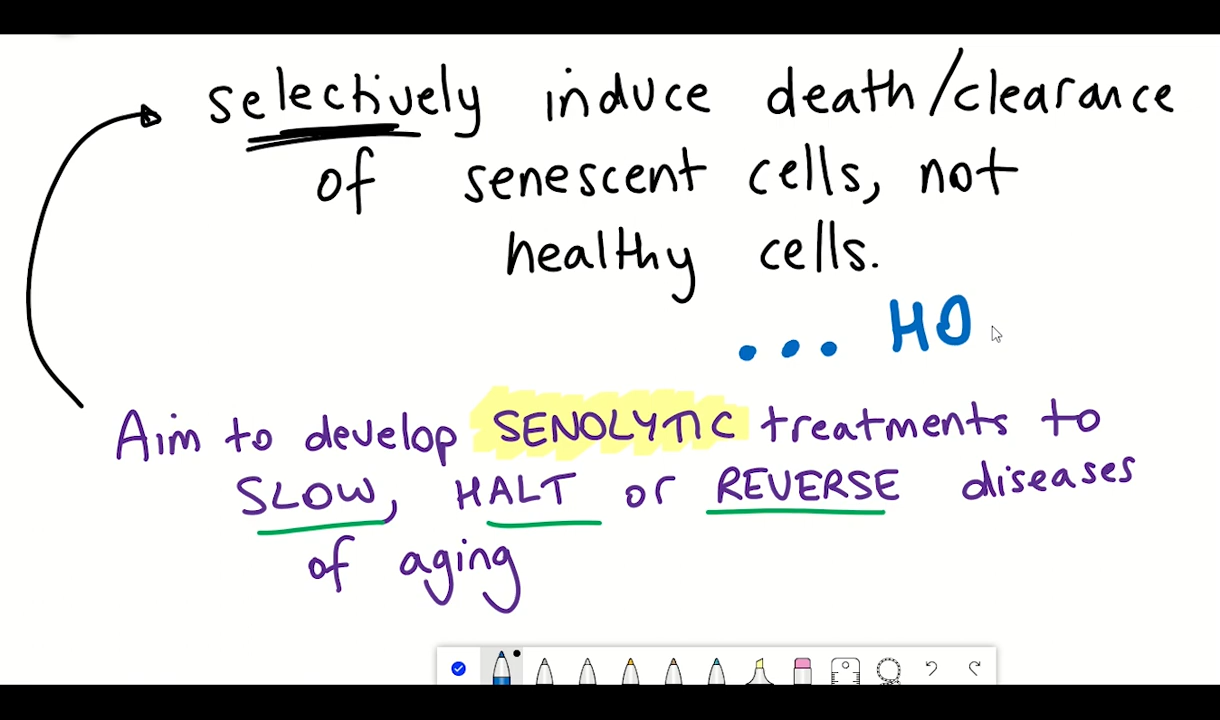 selectively induce death/clearance
of senescent cells, not
healthy cells.
... HO
Aim to develop SENOLYTIC treatments to
SLOW, HALT or REVERSE diseases
of aging